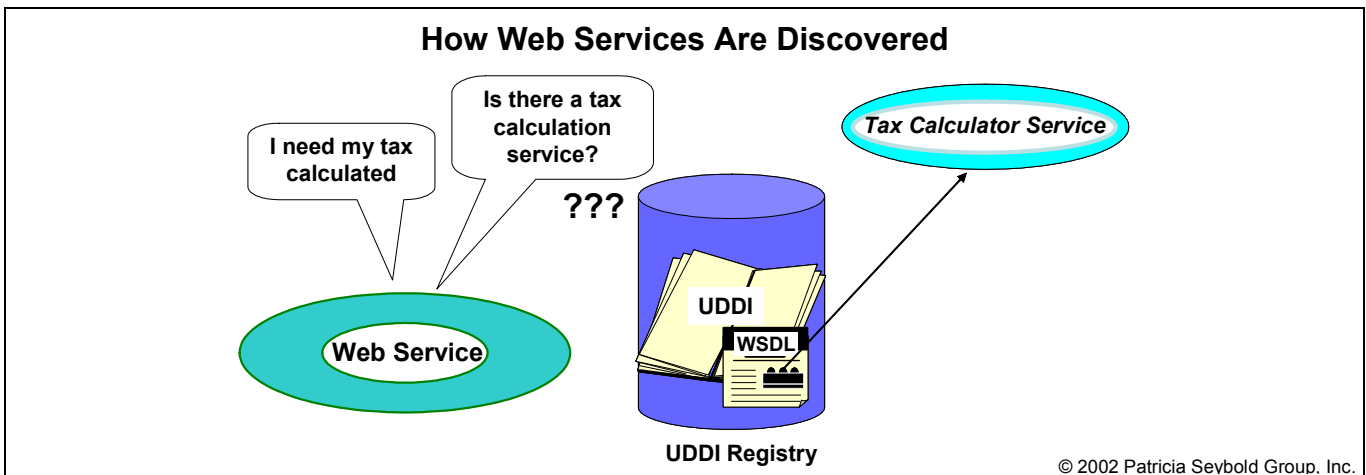 How Web Services Are Discovered
I need my tax
calculated
Is there a tax
calculation
service?
???
Tax Calculator Service
UDDI
WSDL
Web Service
UDDI Registry
© 2002 Patricia Seybold Group, Inc.